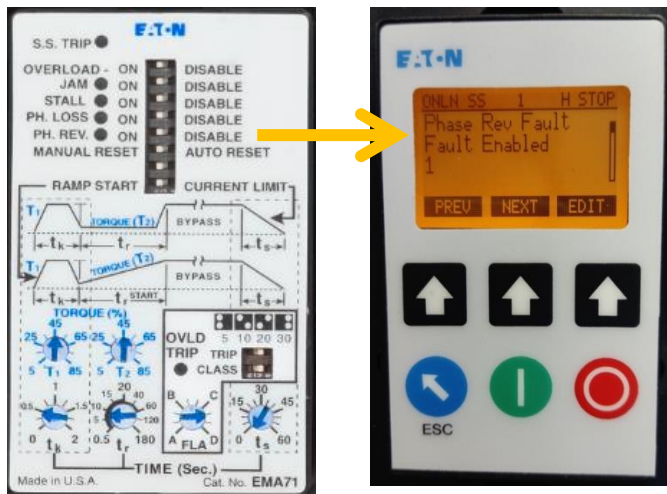 E·T·N
S.S. TRIP
OVERLOAD - ON DISABLE
JAM ON DISABLE
STALL ON DISABLE
PH. LOSS ON DISABLE
PH. REV. ON DISABLE
MANUAL RESET AUTO RESET
RAMP START CURRENT LIMIT
T1 TORQUE (T2) BYPASS
tk tr ts
T1 TORQUE (T2) BYPASS
tk tr START ts
TORQUE (%)
45 45
25 65 25 65
5 T1 85 5 T2 85
OVLD TRIP
5 10 20 30
TRIP CLASS
1 20 30
0.5 1.5 10 15 40 60 120 B C 15 45
0 tk 2 0.5 tr 180 A FLA D 0 ts 60
TIME (Sec.)
Made in U.S.A. Cat. No. EMA71
E·T·N
ONLN SS 1 H STOP
Phase Rev Fault
Fault Enabled
1
PREV NEXT EDIT
ESC